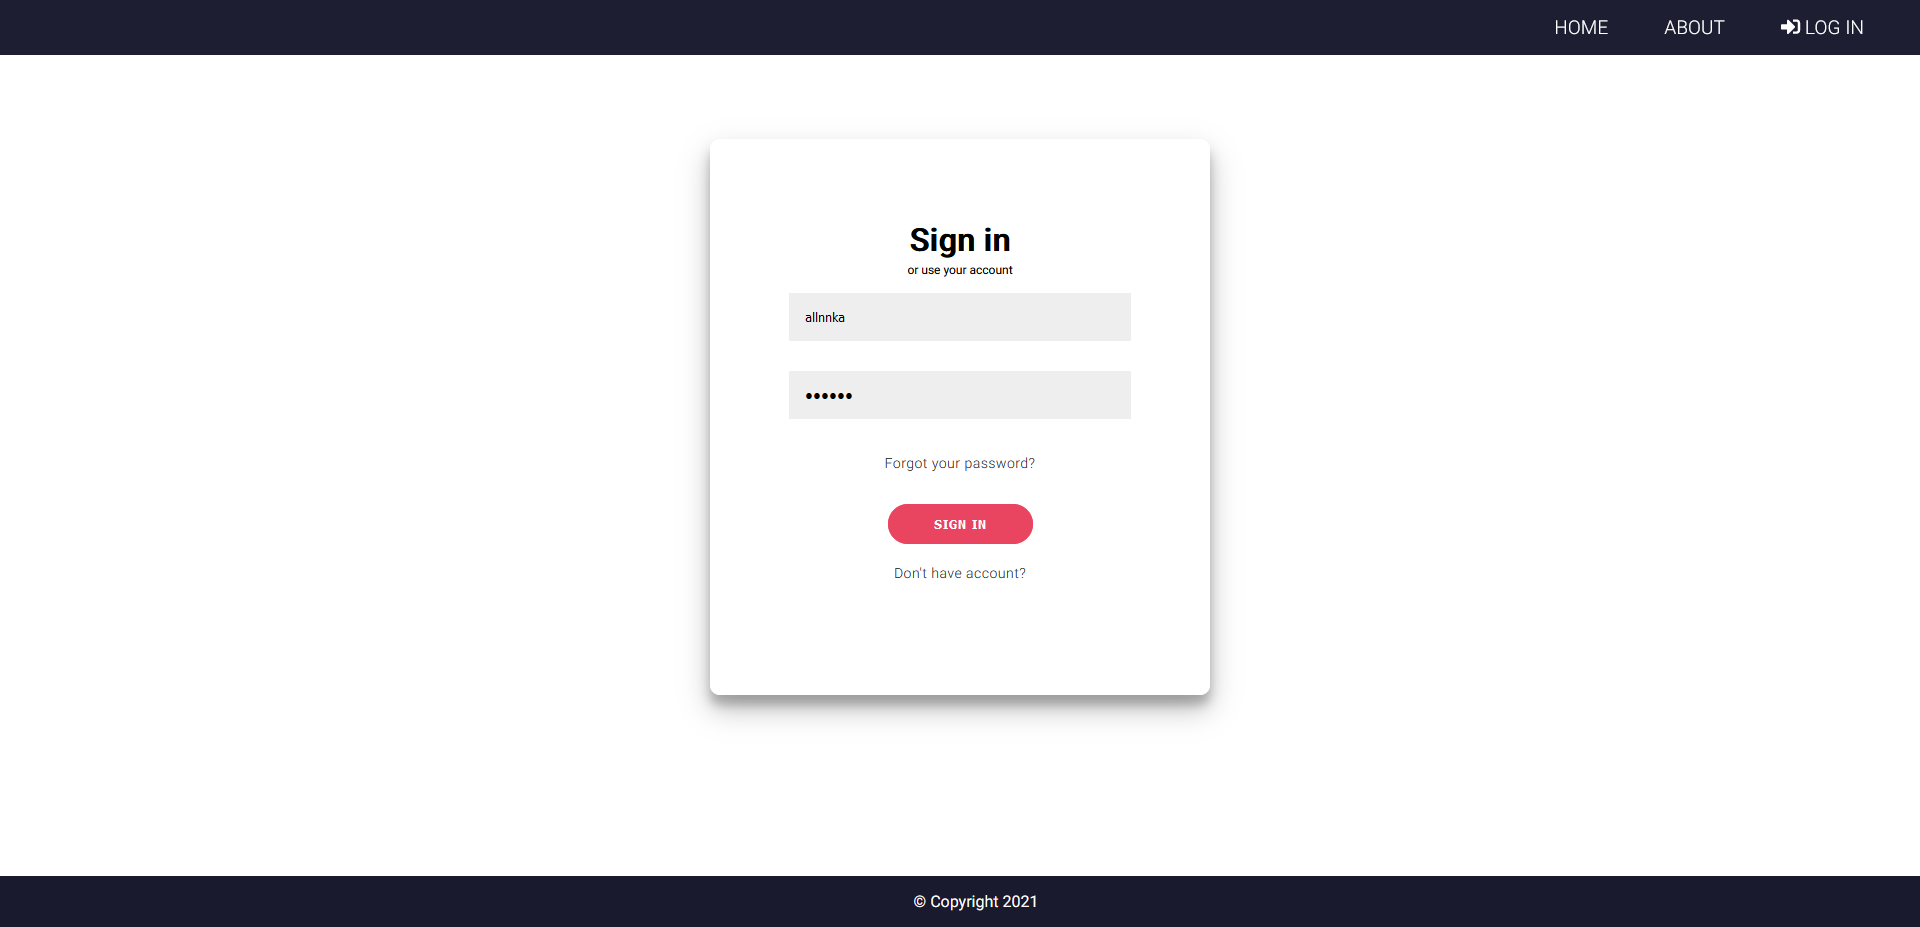 HOME ABOUT LOG IN
Sign in
or use your account
allnnka
••••••
Forgot your password?
SIGN IN
Don't have account?
© Copyright 2021